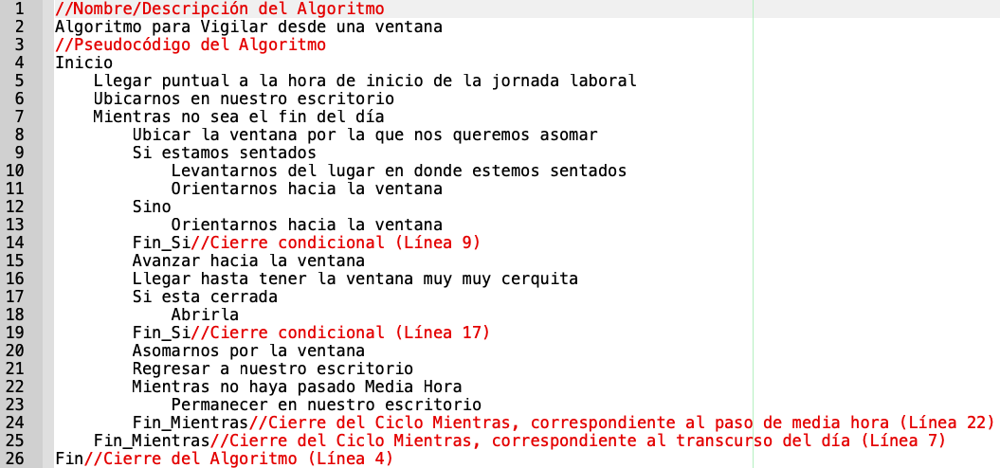 1 //Nombre/Descripción del Algoritmo
2 Algoritmo para Vigilar desde una ventana
3 //Pseudocódigo del Algoritmo
4 Inicio
5     Llegar puntual a la hora de inicio de la jornada laboral
6     Ubicarnos en nuestro escritorio
7     Mientras no sea el fin del día
8         Ubicar la ventana por la que nos queremos asomar
9         Si estamos sentados
10             Levantarnos del lugar en donde estemos sentados
11             Orientarnos hacia la ventana
12         Sino
13             Orientarnos hacia la ventana
14         Fin_Si//Cierre condicional (Línea 9)
15         Avanzar hacia la ventana
16         Llegar hasta tener la ventana muy muy cerquita
17         Si esta cerrada
18             Abrirla
19         Fin_Si//Cierre condicional (Línea 17)
20         Asomarnos por la ventana
21         Regresar a nuestro escritorio
22         Mientras no haya pasado Media Hora
23             Permanecer en nuestro escritorio
24         Fin_Mientras//Cierre del Ciclo Mientras, correspondiente al paso de media hora (Línea 22)
25     Fin_Mientras//Cierre del Ciclo Mientras, correspondiente al transcurso del día (Línea 7)
26 Fin//Cierre del Algoritmo (Línea 4)